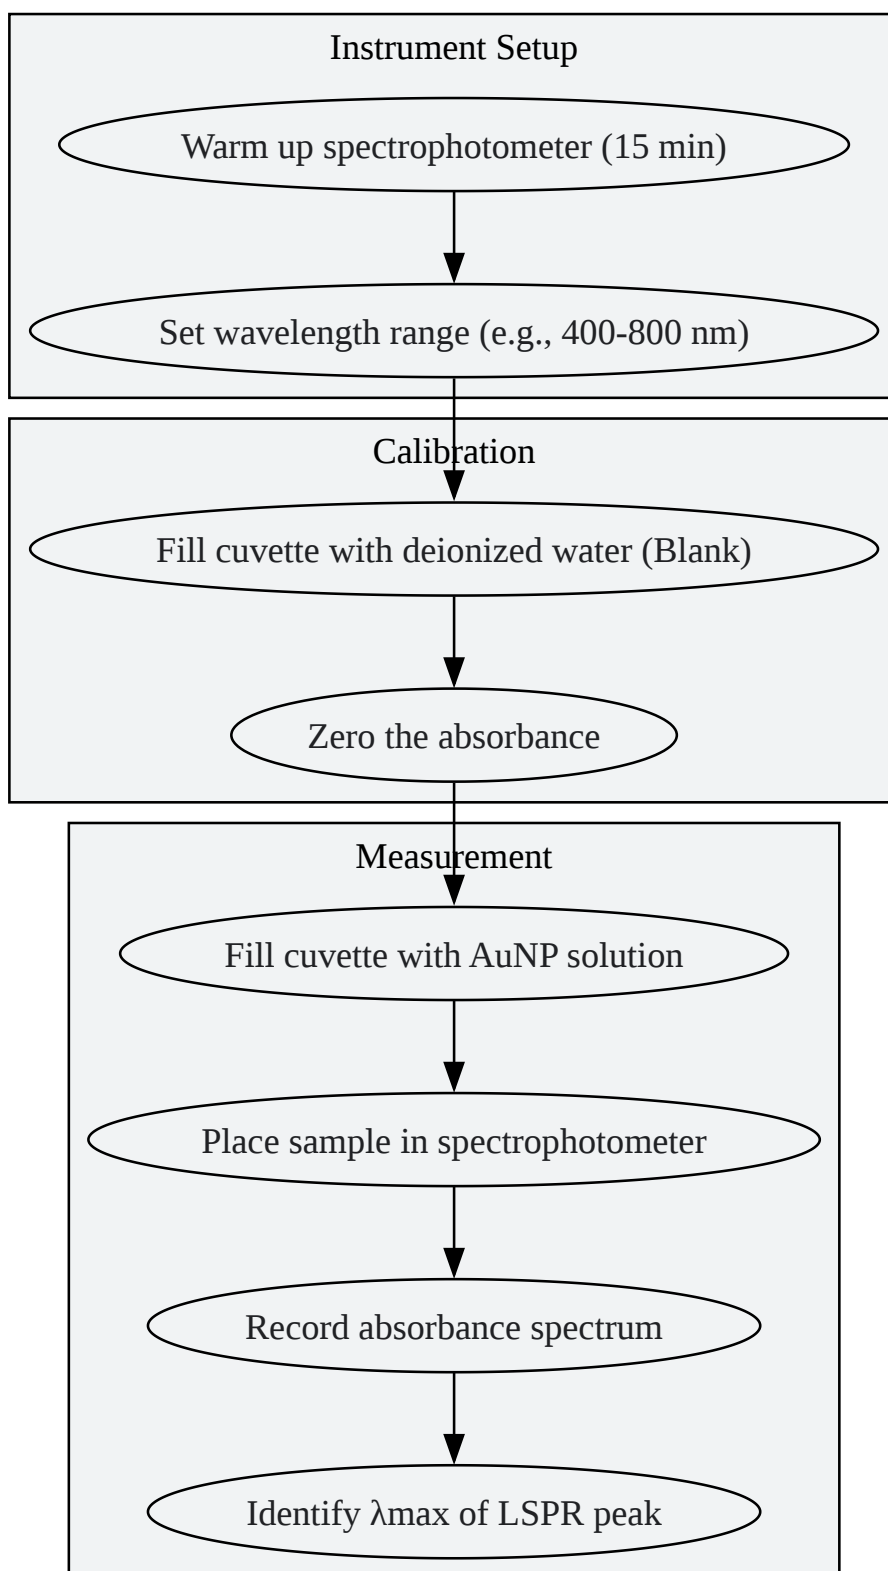 Instrument Setup
Warm up spectrophotometer (15 min)
Set wavelength range (e.g., 400-800 nm)
Calibration
Fill cuvette with deionized water (Blank)
Zero the absorbance
Measurement
Fill cuvette with AuNP solution
Place sample in spectrophotometer
Record absorbance spectrum
Identify λmax of LSPR peak